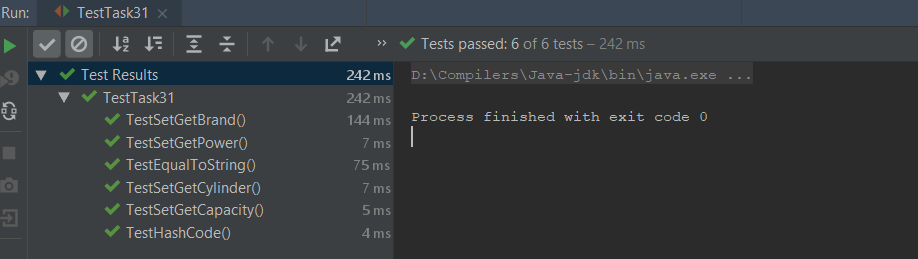 Run: TestTask31 ×
» Tests passed: 6 of 6 tests – 242 ms
Test Results 242 ms
TestTask31 242 ms
TestSetGetBrand() 144 ms
TestSetGetPower() 7 ms
TestEqualToString() 75 ms
TestSetGetCylinder() 7 ms
TestSetGetCapacity() 5 ms
TestHashCode() 4 ms
D:\Compilers\Java-jdk\bin\java.exe ...
Process finished with exit code 0